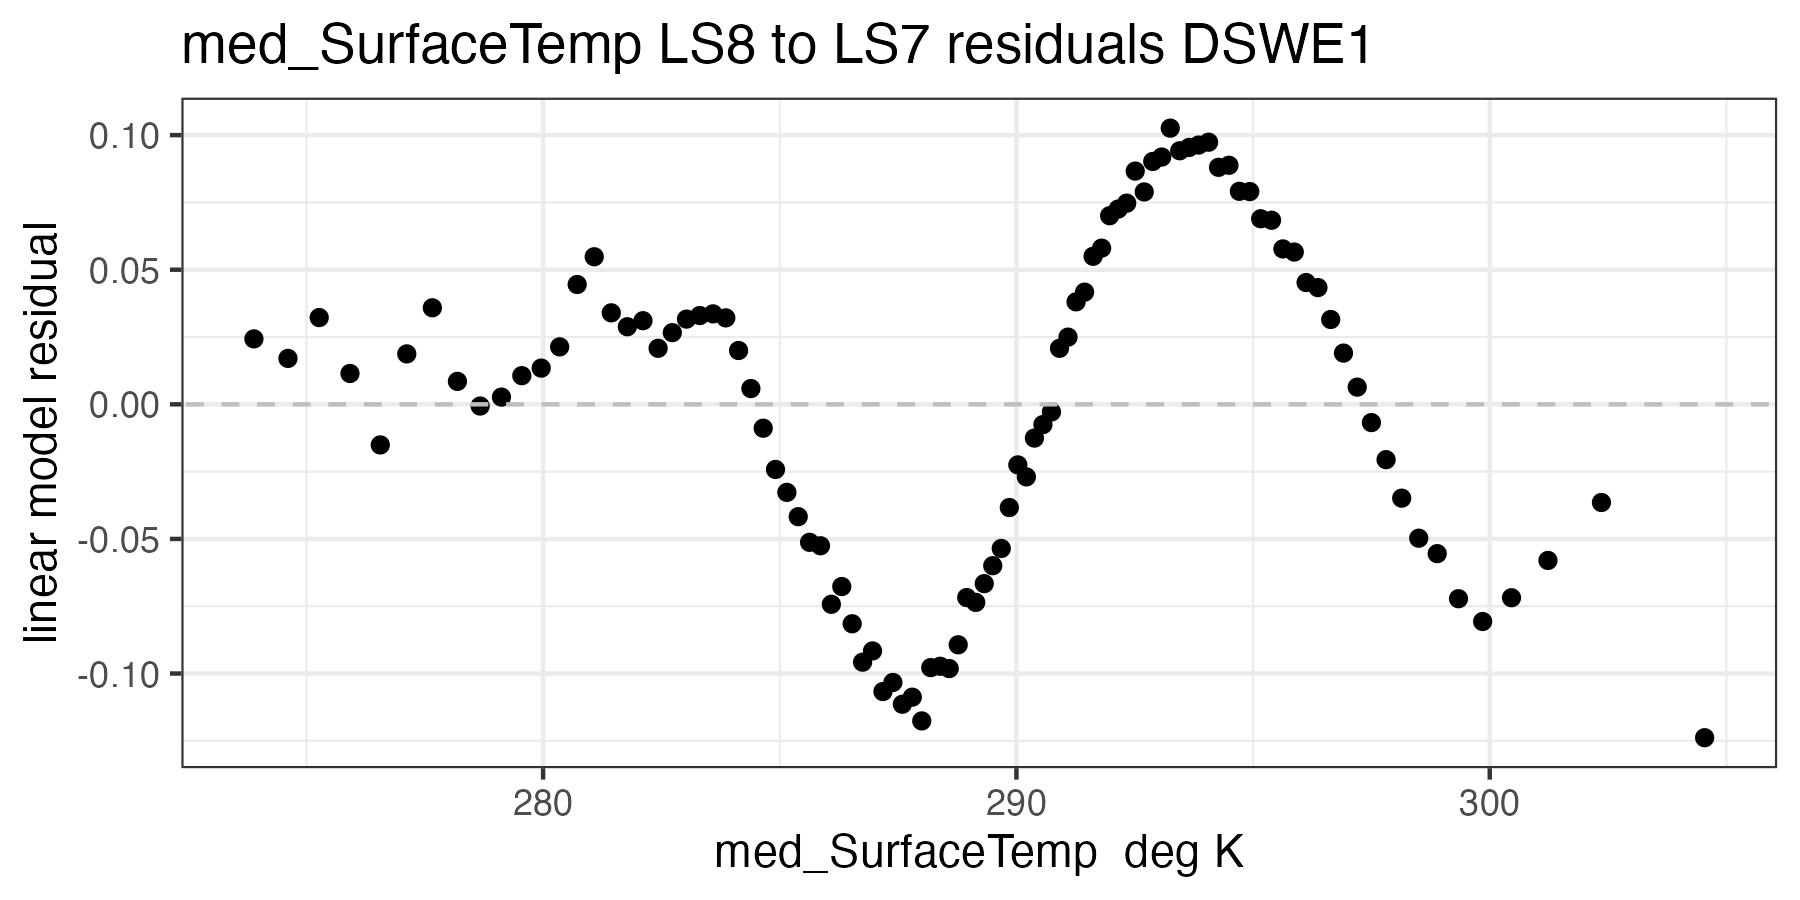 med_SurfaceTemp LS8 to LS7 residuals DSWE1
linear model residual
0.10
0.05
0.00
-0.05
-0.10
280
290
300
med_SurfaceTemp  deg K